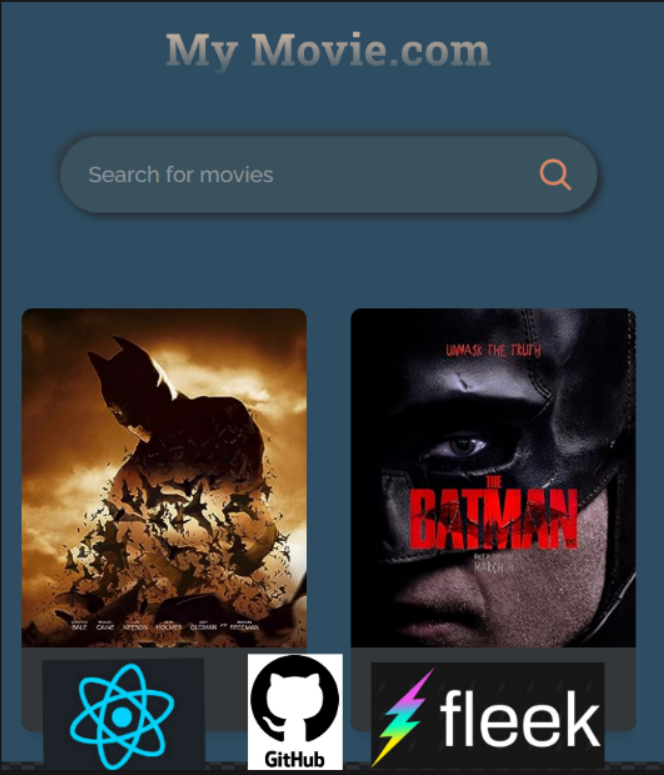 My Movie.com
Search for movies
UNMASK THE TRUTH
THE
BATMAN
MARCH 4
BALE CAINE NEESON HOLMES OLDMAN AND FREEMAN
GitHub
fleek